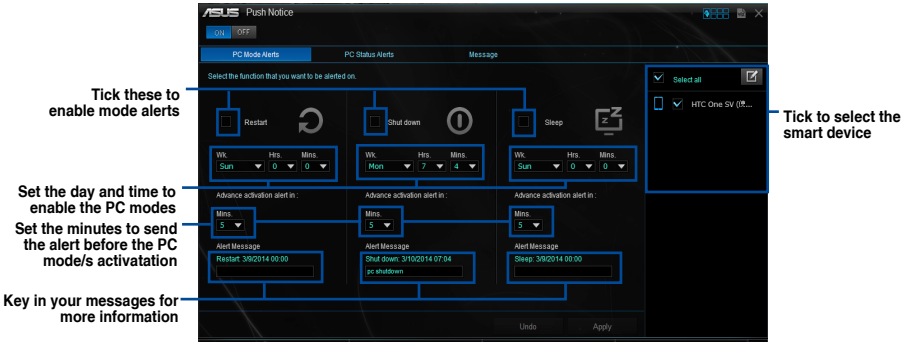 ASUS Push Notice
ON OFF
PC Mode Alerts PC Status Alerts Message
Select the function that you want to be alerted on.
Restart Shut down Sleep
Wk. Hrs. Mins. Wk. Hrs. Mins. Wk. Hrs. Mins.
Sun 0 0 Mon 7 4 Sun 0 0
Advance activation alert in : Advance activation alert in : Advance activation alert in :
Mins. Mins. Mins.
5 5 5
Alert Message Alert Message Alert Message
Restart: 3/9/2014 00:00 Shut down: 3/10/2014 07:04 Sleep: 3/9/2014 00:00
pc shutdown
Undo Apply
Select all
HTC One SV
Tick these to
enable mode alerts
Set the day and time to
enable the PC modes
Set the minutes to send
the alert before the PC
mode/s activatation
Key in your messages for
more information
Tick to select the
smart device